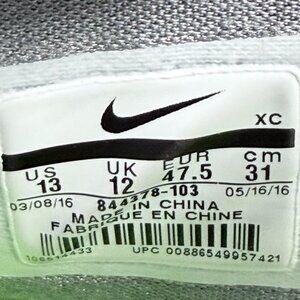 XC
US UK EUR cm
13 12 47.5 31
03/08/16 844378-103 05/16/16
MADE IN CHINA
FABRIQUÉ EN CHINE
UPC 00886549957421